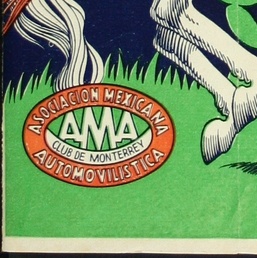 ASOCIACION MEXICANA
AMA
CLUB DE MONTERREY
AUTOMOVILISTICA